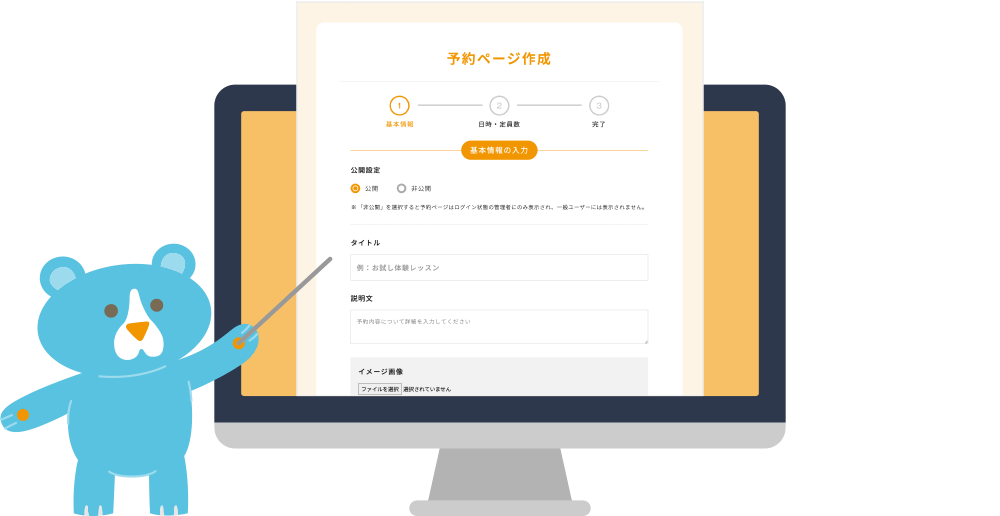 予約ページ作成
1 2 3
基本情報 日時・定員数 完了
基本情報の入力
公開設定
公開 非公開
※「非公開」を選択すると予約ページはログイン状態の管理者にのみ表示され、一般ユーザーには表示されません。
タイトル
例：お試し体験レッスン
説明文
予約内容について詳細を入力してください
イメージ画像
ファイルを選択 選択されていません